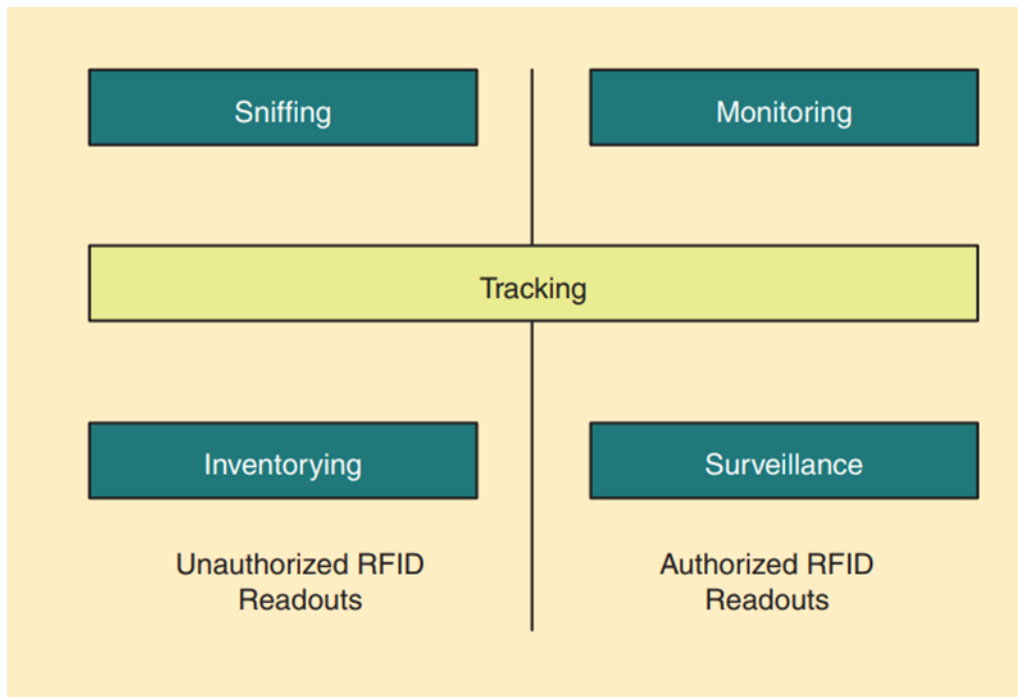 Sniffing
Monitoring
Tracking
Inventorying
Surveillance
Unauthorized RFID
Readouts
Authorized RFID
Readouts